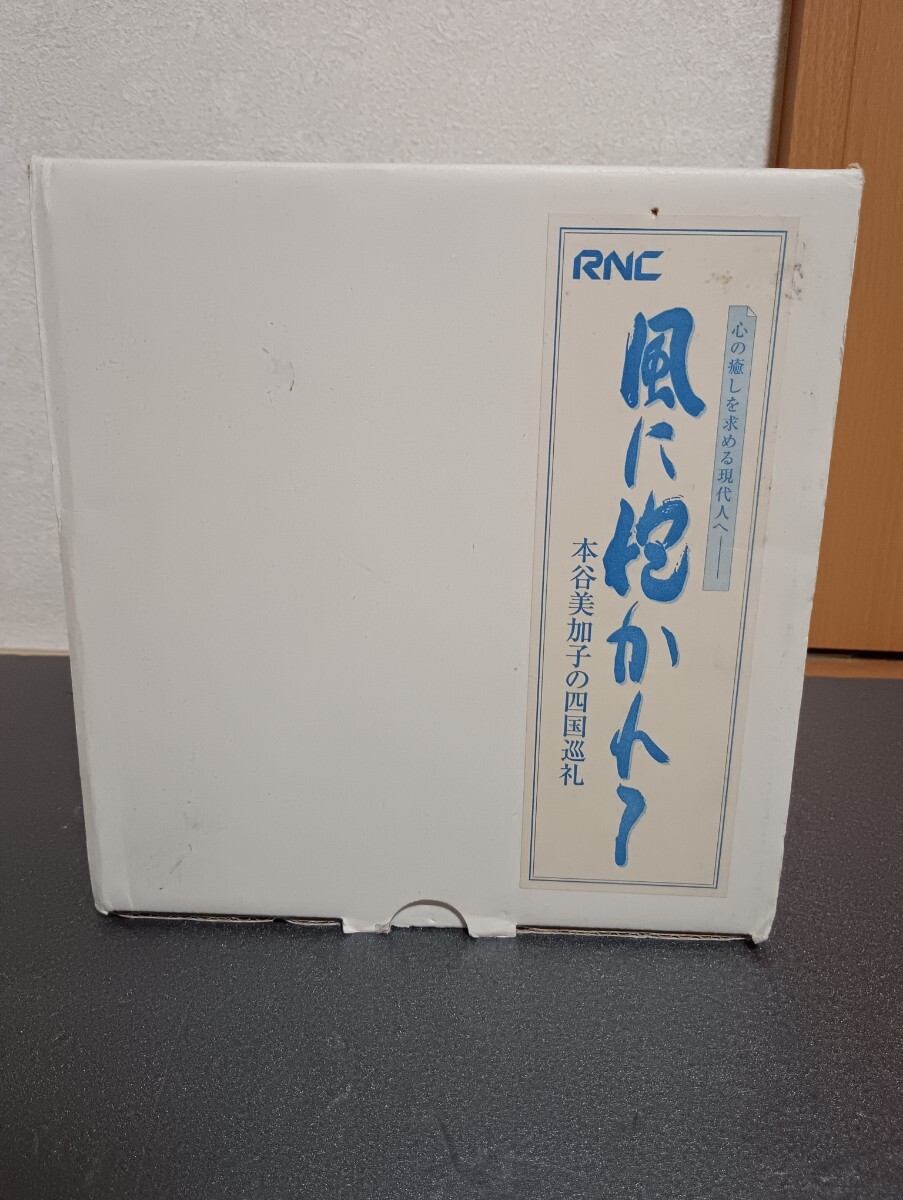 RNC
心の癒しを求める現代人へ――
風に抱かれて
本谷美加子の四国巡礼